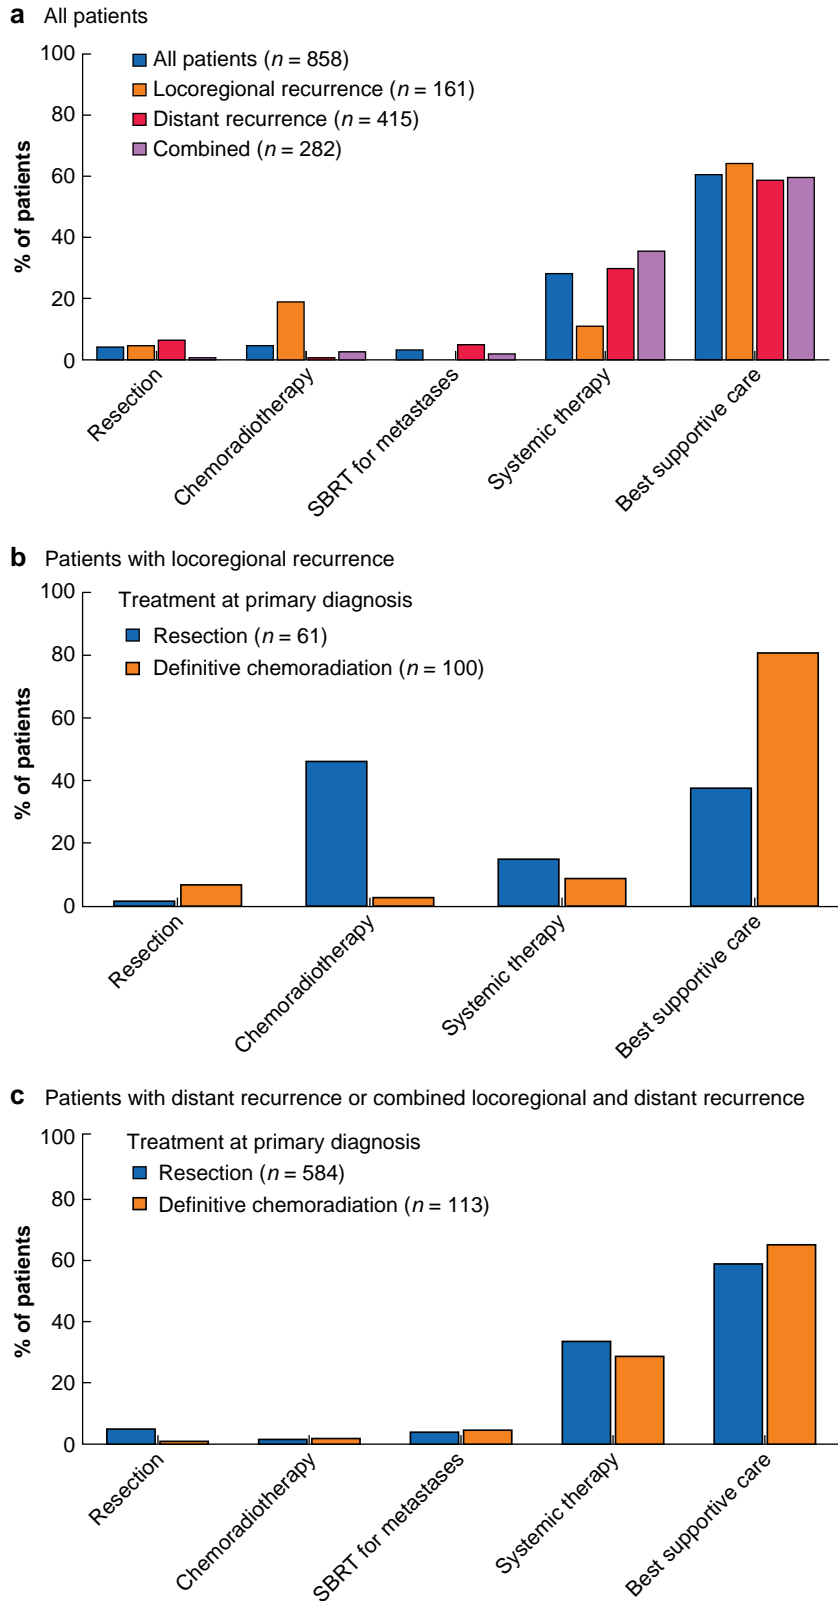 a All patients
100
80
60
40
20
0
% of patients
All patients (n = 858)
Locoregional recurrence (n = 161)
Distant recurrence (n = 415)
Combined (n = 282)
Resection
Chemoradiotherapy
SBRT for metastases
Systemic therapy
Best supportive care
b Patients with locoregional recurrence
100
80
60
40
20
0
% of patients
Treatment at primary diagnosis
Resection (n = 61)
Definitive chemoradiation (n = 100)
Resection
Chemoradiotherapy
Systemic therapy
Best supportive care
c Patients with distant recurrence or combined locoregional and distant recurrence
100
80
60
40
20
0
% of patients
Treatment at primary diagnosis
Resection (n = 584)
Definitive chemoradiation (n = 113)
Resection
Chemoradiotherapy
SBRT for metastases
Systemic therapy
Best supportive care